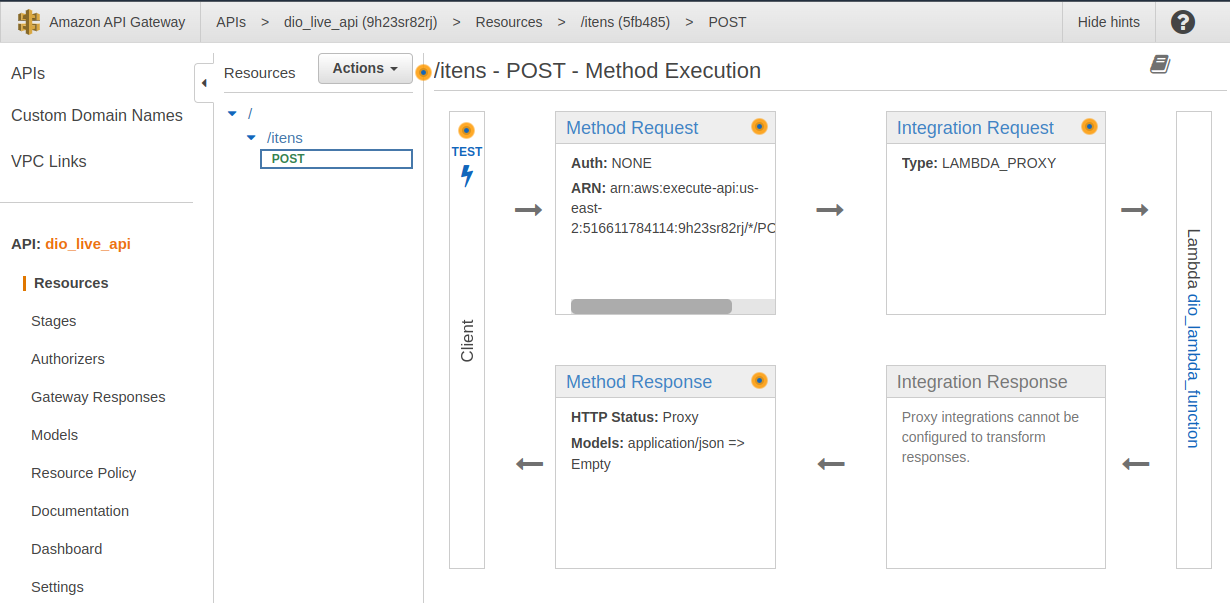 Amazon API Gateway
APIs > dio_live_api (9h23sr82rj) > Resources > /itens (5fb485) > POST
Hide hints
?
APIs
Custom Domain Names
VPC Links
API: dio_live_api
Resources
Stages
Authorizers
Gateway Responses
Models
Resource Policy
Documentation
Dashboard
Settings
Resources
Actions
/
/itens
POST
/itens - POST - Method Execution
TEST
Client
Method Request
Auth: NONE
ARN: arn:aws:execute-api:us-
east-
2:516611784114:9h23sr82rj/*/PO
Integration Request
Type: LAMBDA_PROXY
Lambda dio_lambda_function
Method Response
HTTP Status: Proxy
Models: application/json =>
Empty
Integration Response
Proxy integrations cannot be
configured to transform
responses.